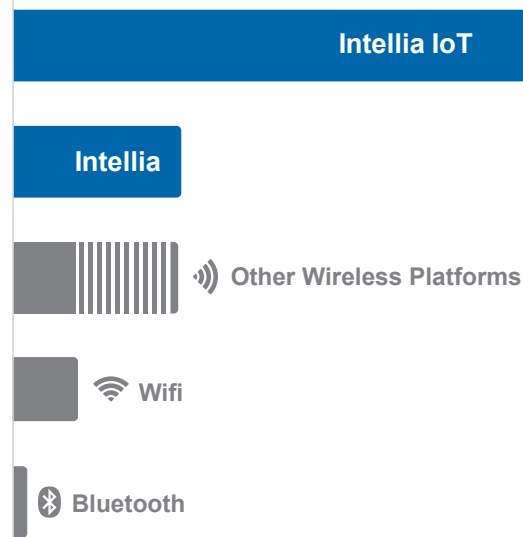 Intellia IoT
Intellia
Other Wireless Platforms
Wifi
Bluetooth